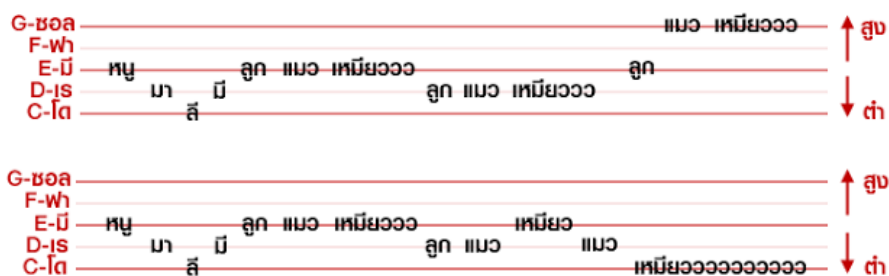 G-ซอล แมว เหมียววว สูง
F-ฟา
E-มี หนู ลูก แมว เหมียววว ลูก
D-เร มา มี ลูก แมว เหมียววว
C-โด ลี ต่ำ
G-ซอล สูง
F-ฟา
E-มี หนู ลูก แมว เหมียววว เหมียว
D-เร มา มี ลูก แมว แมว
C-โด ลี เหมียววววววววววว ต่ำ